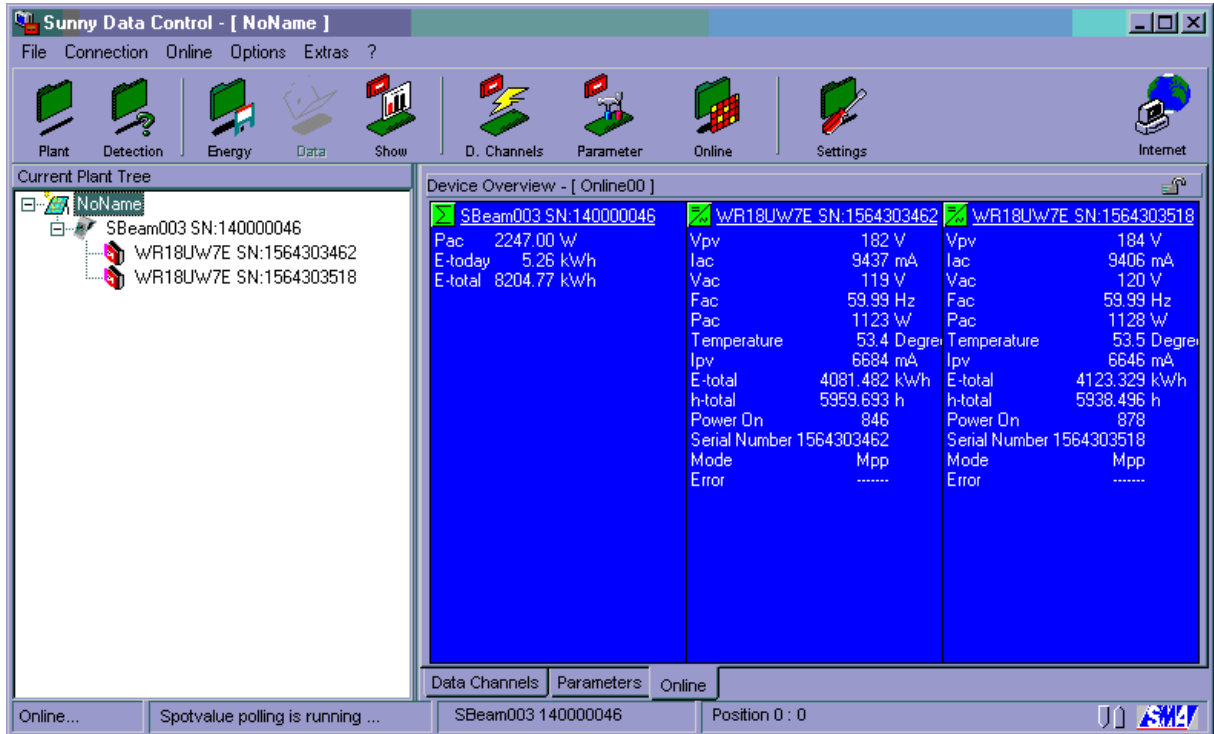 Sunny Data Control - [ NoName ]
File Connection Online Options Extras ?
Plant Detection Energy Data Show D. Channels Parameter Online Settings Internet
Current Plant Tree
NoName
SBeam003 SN:140000046
WR18UW7E SN:1564303462
WR18UW7E SN:1564303518
Device Overview - [ Online00 ]
SBeam003 SN:140000046
Pac 2247.00 W
E-today 5.26 kWh
E-total 8204.77 kWh
WR18UW7E SN:1564303462
Vpv 182 V
Iac 9437 mA
Vac 119 V
Fac 59.99 Hz
Pac 1123 W
Temperature 53.4 Degre
Ipv 6684 mA
E-total 4081.482 kWh
h-total 5959.693 h
Power On 846
Serial Number 1564303462
Mode Mpp
Error -------
WR18UW7E SN:1564303518
Vpv 184 V
Iac 9406 mA
Vac 120 V
Fac 59.99 Hz
Pac 1128 W
Temperature 53.5 Degre
Ipv 6646 mA
E-total 4123.329 kWh
h-total 5938.496 h
Power On 878
Serial Number 1564303518
Mode Mpp
Error -------
Data Channels Parameters Online
Online... Spotvalue polling is running ... SBeam003 140000046 Position 0 : 0 SMA